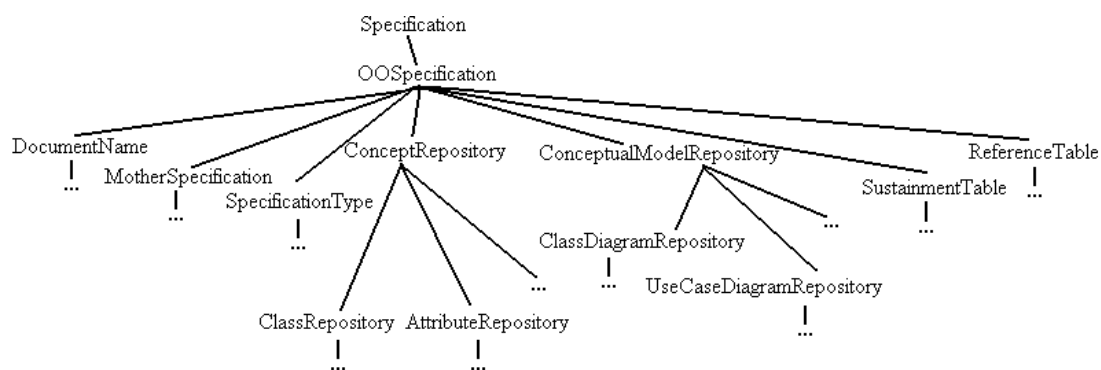 Specification
OOSpecification
DocumentName
ConceptRepository
ConceptualModelRepository
ReferenceTable
...
MotherSpecification
...
SpecificationType
...
SustainmentTable
...
...
...
ClassDiagramRepository
...
UseCaseDiagramRepository
...
...
ClassRepository
AttributeRepository
...
...